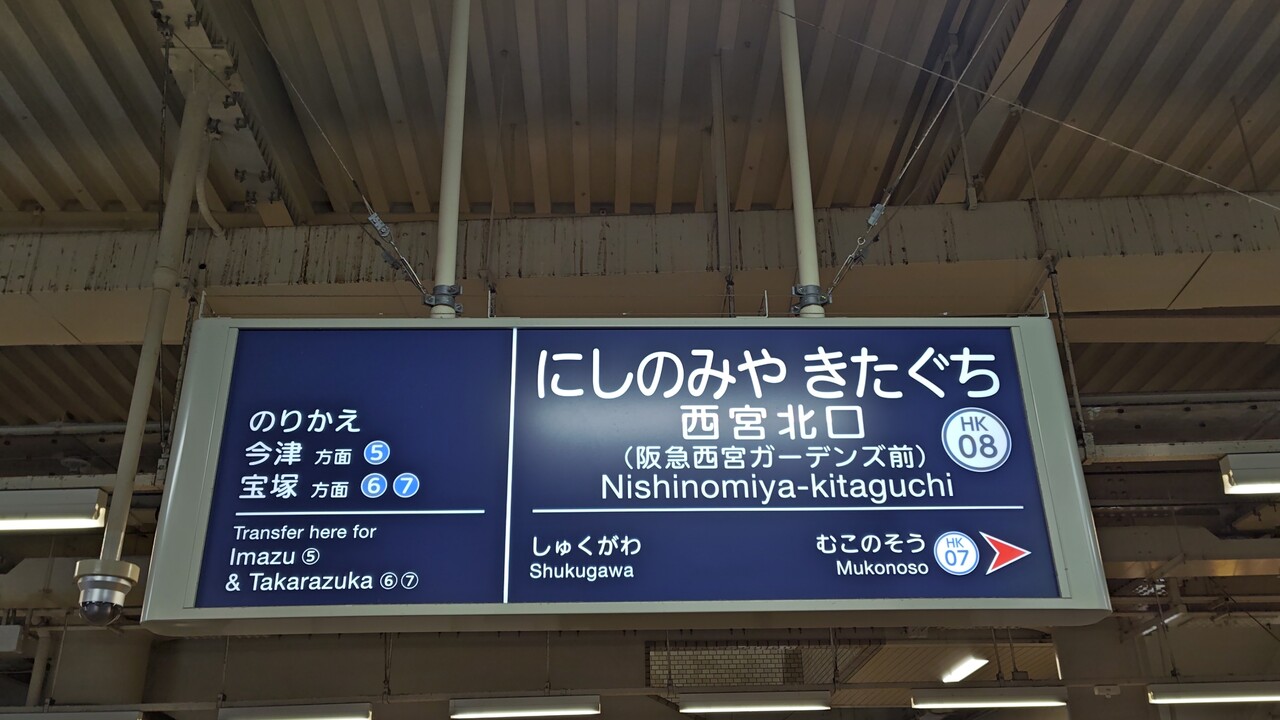 のりかえ
今津 方面 ⑤
宝塚 方面 ⑥ ⑦
Transfer here for
Imazu ⑤
& Takarazuka ⑥⑦
にしのみや きたぐち
西宮北口
（阪急西宮ガーデンズ前）
Nishinomiya-kitaguchi
HK
08
しゅくがわ
Shukugawa
むこのそう
Mukonoso
HK
07